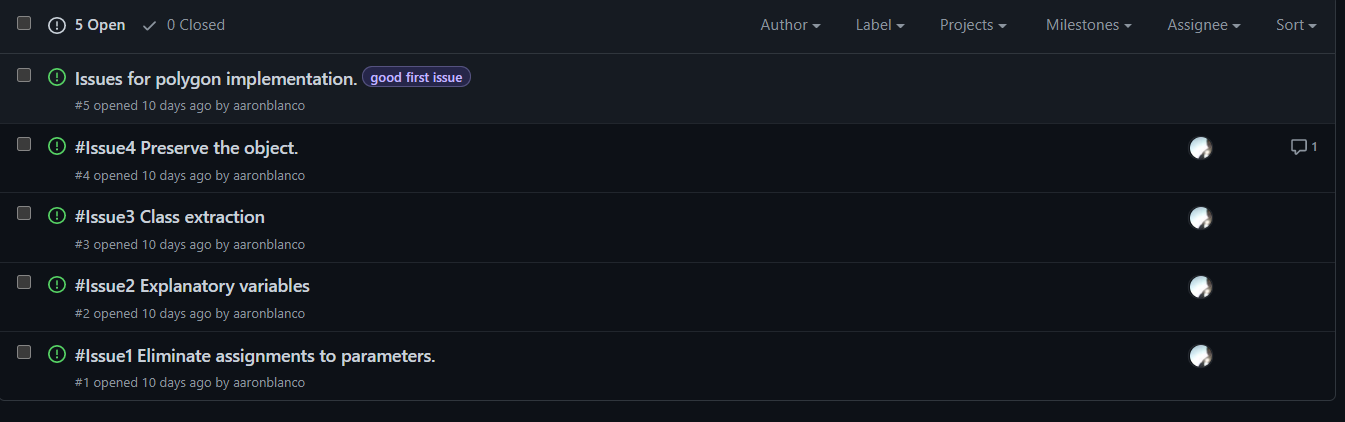 5 Open 0 Closed Author Label Projects Milestones Assignee Sort
Issues for polygon implementation. good first issue
#5 opened 10 days ago by aaronblanco
#Issue4 Preserve the object. 1
#4 opened 10 days ago by aaronblanco
#Issue3 Class extraction
#3 opened 10 days ago by aaronblanco
#Issue2 Explanatory variables
#2 opened 10 days ago by aaronblanco
#Issue1 Eliminate assignments to parameters.
#1 opened 10 days ago by aaronblanco